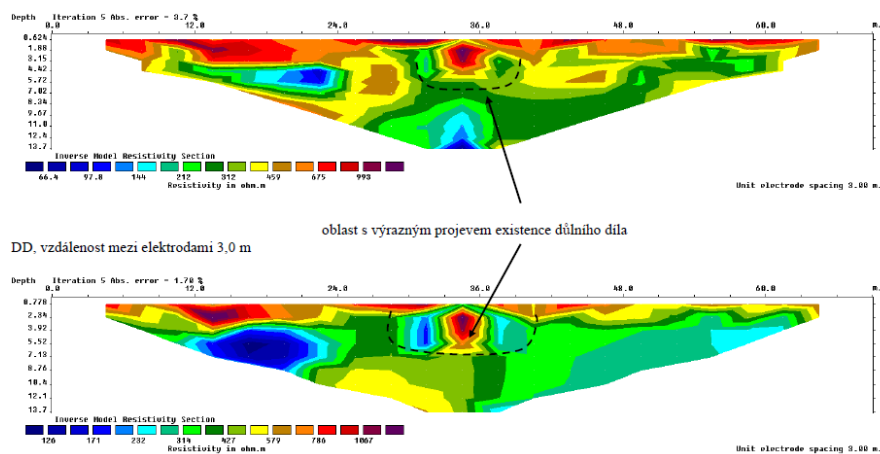 Depth Iteration 5 Abs. error - 3.7 % m.
0.0 12.0 24.0 36.0 48.0 60.0
0.624
1.88
3.15
4.42
5.72
7.02
8.34
9.67
11.0
12.4
13.7
Inverse Model Resistivity Section
66.4 97.8 144 212 312 459 675 993
Resistivity in ohm.m
Unit electrode spacing 3.00 m.
oblast s výrazným projevem existence důlního díla
DD, vzdálenost mezi elektrodami 3,0 m
Depth Iteration 5 Abs. error - 1.70 % m.
0.0 12.0 24.0 36.0 48.0 60.0
0.778
2.34
3.92
5.52
7.13
8.76
10.4
12.1
13.7
Inverse Model Resistivity Section
126 171 232 314 427 579 786 1067
Resistivity in ohm.m
Unit electrode spacing 3.00 m.